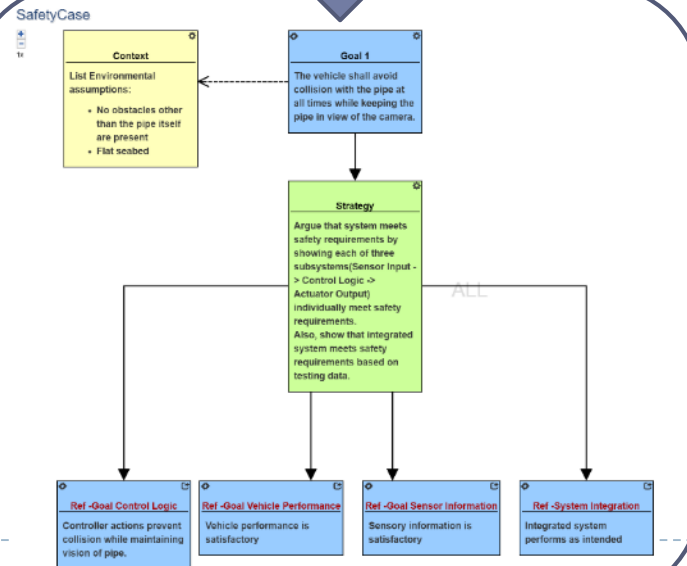 SafetyCase
Context
List Environmental
assumptions:
No obstacles other
than the pipe itself
are present
Flat seabed
Goal 1
The vehicle shall avoid
collision with the pipe at
all times while keeping the
pipe in view of the camera.
Strategy
Argue that system meets
safety requirements by
showing each of three
subsystems(Sensor Input -
> Control Logic ->
Actuator Output)
individually meet safety
requirements.
Also, show that integrated
system meets safety
requirements based on
testing data.
ALL
Ref -Goal Control Logic
Controller actions prevent
collision while maintaining
vision of pipe.
Ref -Goal Vehicle Performance
Vehicle performance is
satisfactory
Ref -Goal Sensor Information
Sensory information is
satisfactory
Ref -System Integration
Integrated system
performs as intended